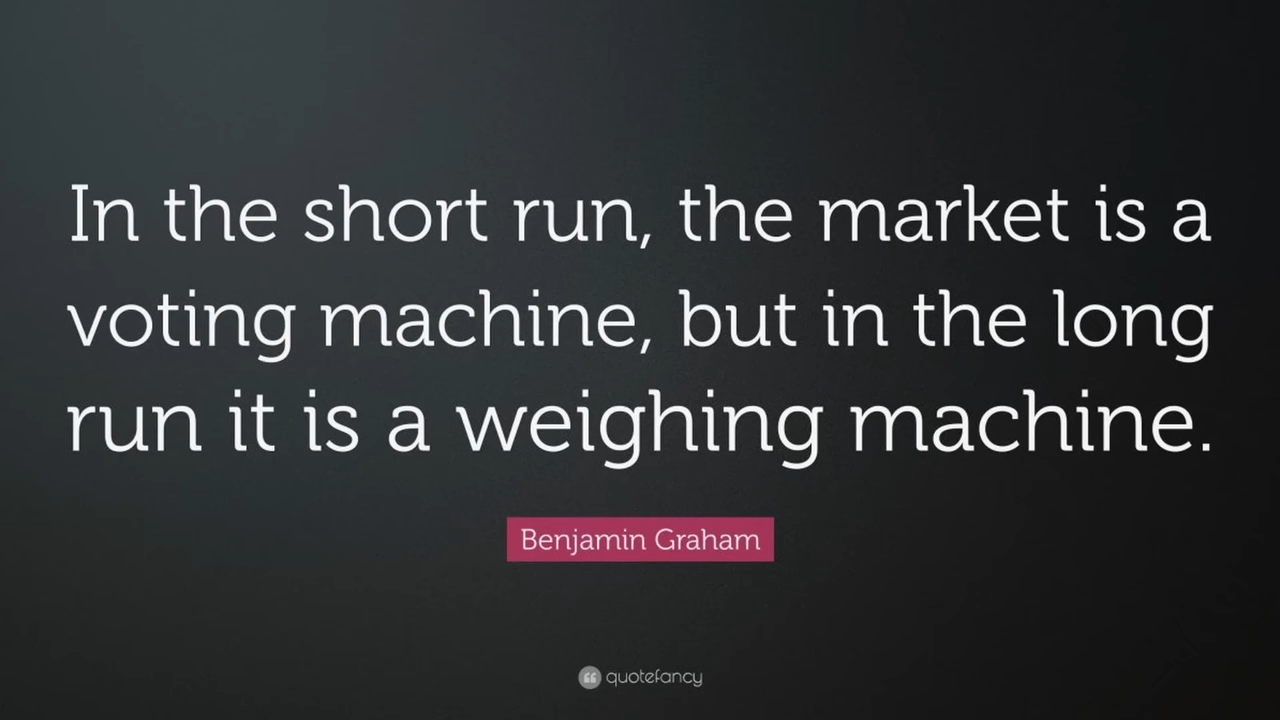 In the short run, the market is a
voting machine, but in the long
run it is a weighing machine.
Benjamin Graham
quotefancy